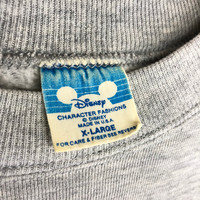 Disney
CHARACTER FASHIONS
© DISNEY
MADE IN U.S.A.
X-LARGE
FOR CARE & FIBER SEE REVERSE